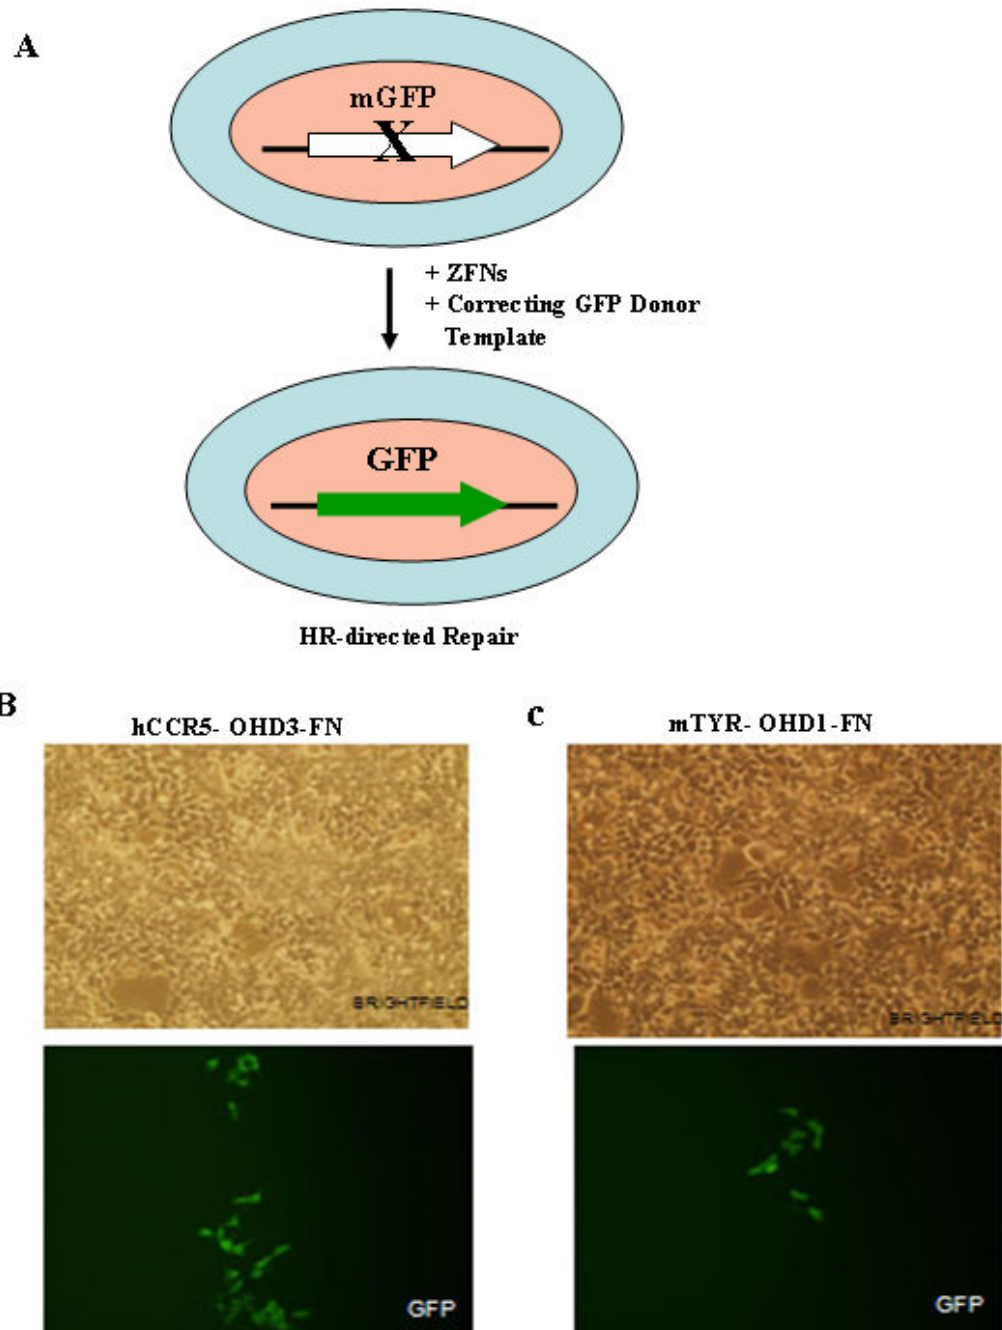 A
mGFP
X
+ ZFNs
+ Correcting GFP Donor
Template
GFP
HR-directed Repair
B
hCCR5- OHD3-FN
BRIGHTFIELD
GFP
C
mTYR- OHD1-FN
BRIGHTFIELD
GFP